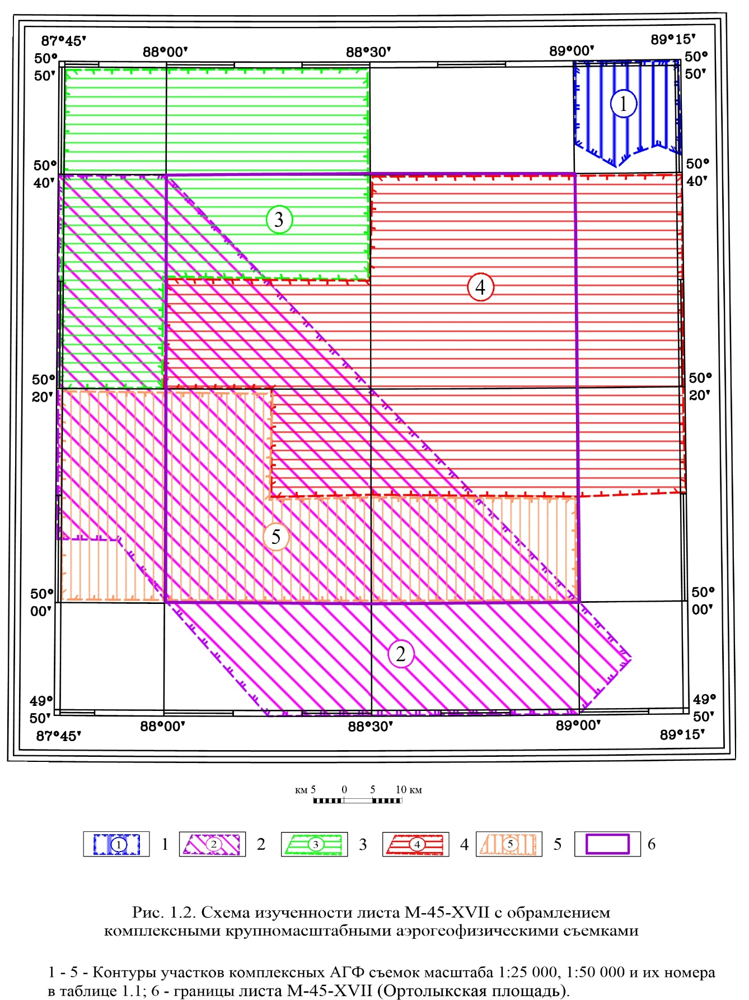 87°45' 88°00' 88°30' 89°00' 89°15'
50° 50'
50° 50'
1
50° 40'
50° 40'
3
4
50° 20'
50° 20'
5
50° 00'
50° 00'
2
49° 50'
49° 50'
87°45' 88°00' 88°30' 89°00' 89°15'
км 5 0 5 10 км
1 1 2 2 3 3 4 4 5 5 6
Рис. 1.2. Схема изученности листа М-45-XVII с обрамлением
комплексными крупномасштабными аэрогеофизическими съемками
1 - 5 - Контуры участков комплексных АГФ съемок масштаба 1:25 000, 1:50 000 и их номера
в таблице 1.1; 6 - границы листа М-45-XVII (Ортолыкская площадь).